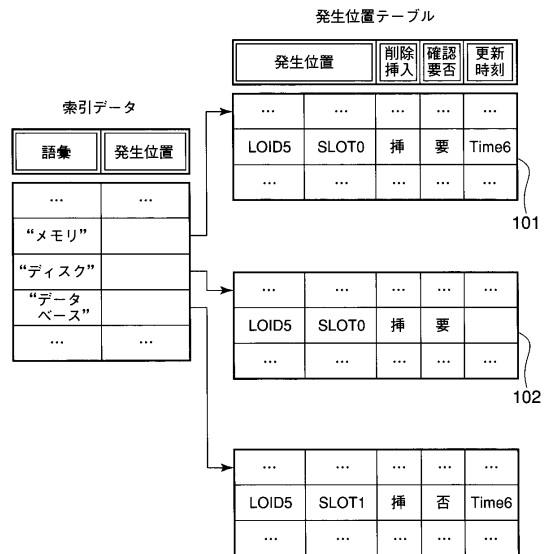 発生位置テーブル
発生位置 削除挿入 確認要否 更新時刻
索引データ
語彙 発生位置
… …
“メモリ”
“ディスク”
“データ
ベース”
… …
… … … … …
LOID5 SLOT0 挿 要 Time6
… … … … …
101
… … … … …
LOID5 SLOT0 挿 要
… … … … …
102
… … … … …
LOID5 SLOT1 挿 否 Time6
… … … … …